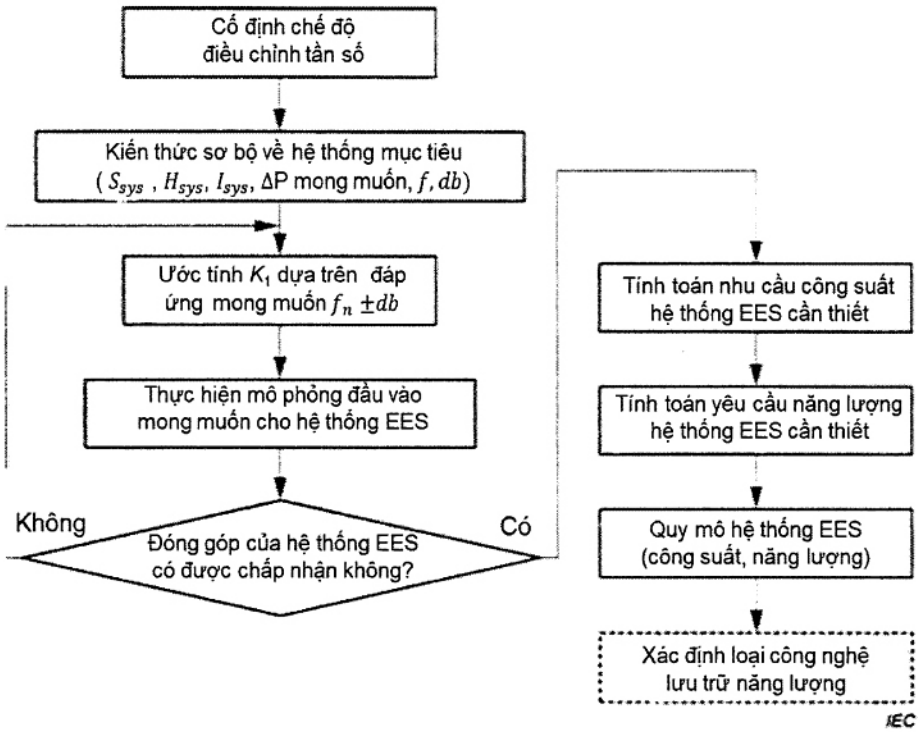 Cố định chế độ
điều chỉnh tần số
Kiến thức sơ bộ về hệ thống mục tiêu
( S_sys , H_sys, I_sys, ΔP mong muốn, f, db)
Ước tính K₁ dựa trên đáp
ứng mong muốn f_n ±db
Thực hiện mô phỏng đầu vào
mong muốn cho hệ thống EES
Không
Đóng góp của hệ thống EES
có được chấp nhận không?
Có
Tính toán nhu cầu công suất
hệ thống EES cần thiết
Tính toán yêu cầu năng lượng
hệ thống EES cần thiết
Quy mô hệ thống EES
(công suất, năng lượng)
Xác định loại công nghệ
lưu trữ năng lượng
IEC